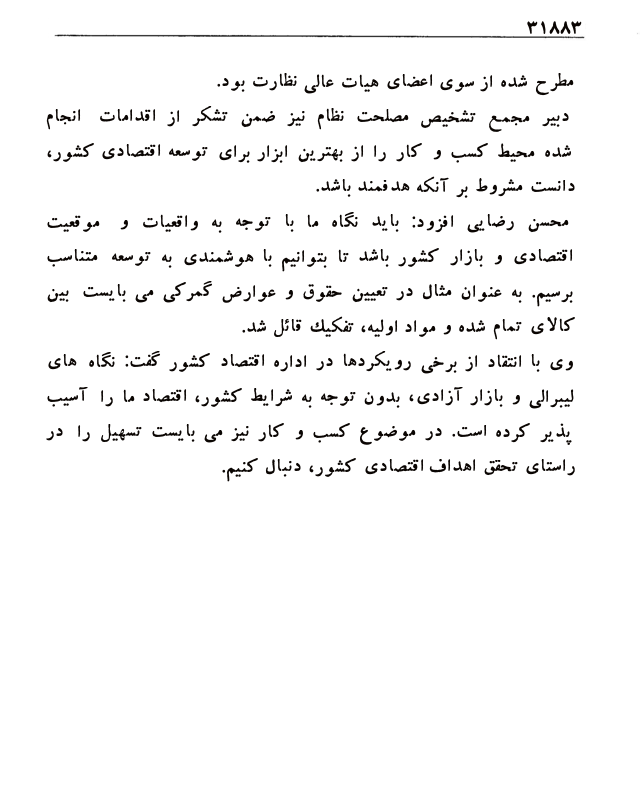 ۳۱۸۸۳
مطرح شده از سوی اعضای هیات عالی نظارت بود.
دبیر مجمع تشخیص مصلحت نظام نیز ضمن تشکر از اقدامات انجام
شده محیط کسب و کار را از بهترین ابزار برای توسعه اقتصادی کشور،
دانست مشروط بر آنکه هدفمند باشد.
محسن رضایی افزود: باید نگاه ما با توجه به واقعیات و موقعیت
اقتصادی و بازار کشور باشد تا بتوانیم با هوشمندی به توسعه متناسب
برسیم. به عنوان مثال در تعیین حقوق و عوارض گمرکی می بایست بین
کالای تمام شده و مواد اولیه، تفکیك قائل شد.
وی با انتقاد از برخی رویکردها در اداره اقتصاد کشور گفت: نگاه های
لیبرالی و بازار آزادی، بدون توجه به شرایط کشور، اقتصاد ما را آسیب
پذیر کرده است. در موضوع کسب و کار نیز می بایست تسهیل را در
راستای تحقق اهداف اقتصادی کشور، دنبال کنیم.